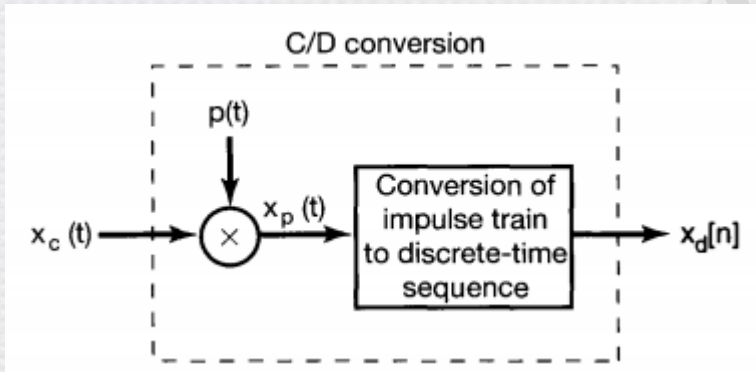 C/D conversion
p(t)
x_c (t)
×
x_p (t)
Conversion of
impulse train
to discrete-time
sequence
x_d[n]